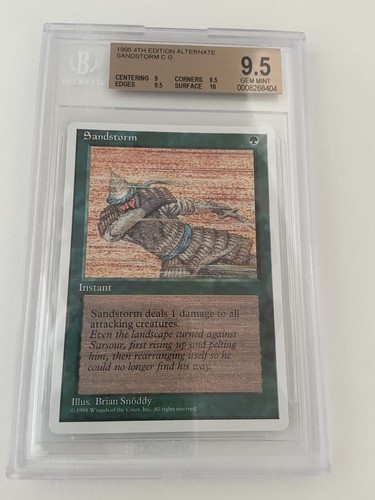 B
BECKETT
1995 4TH EDITION ALTERNATE
SANDSTORM C G
CENTERING 9 CORNERS 9.5
EDGES 9.5 SURFACE 10
9.5
GEM MINT
0008268404
Sandstorm
Instant
Sandstorm deals 1 damage to all
attacking creatures.
Even the landscape turned against
Sarsour, first rising up and pelting
him, then rearranging itself so he
could no longer find his way.
Illus. Brian Snōddy
© 1995 Wizards of the Coast, Inc. All rights reserved.